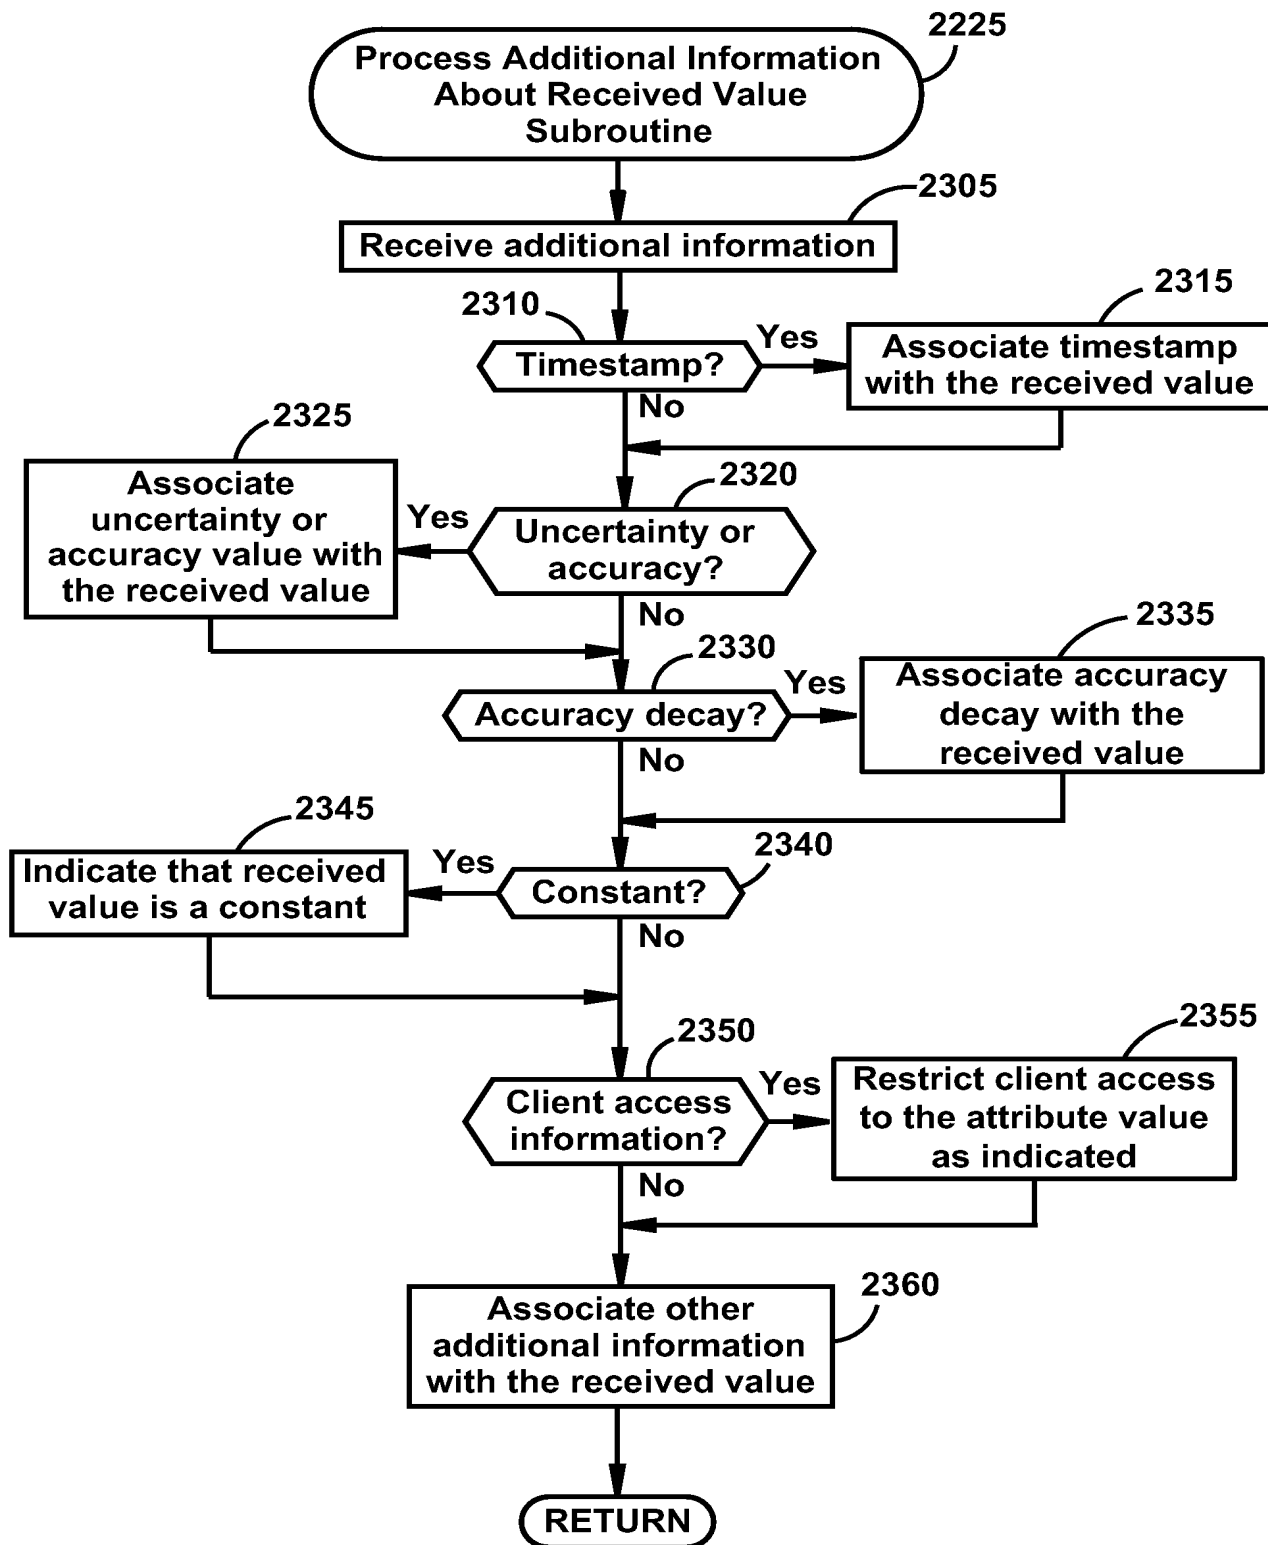 2225
Process Additional Information
About Received Value
Subroutine
2305
Receive additional information
2310
Timestamp?
Yes
No
2315
Associate timestamp
with the received value
2320
Uncertainty or
accuracy?
Yes
No
2325
Associate
uncertainty or
accuracy value with
the received value
2330
Accuracy decay?
Yes
No
2335
Associate accuracy
decay with the
received value
2340
Constant?
Yes
No
2345
Indicate that received
value is a constant
2350
Client access
information?
Yes
No
2355
Restrict client access
to the attribute value
as indicated
2360
Associate other
additional information
with the received value
RETURN